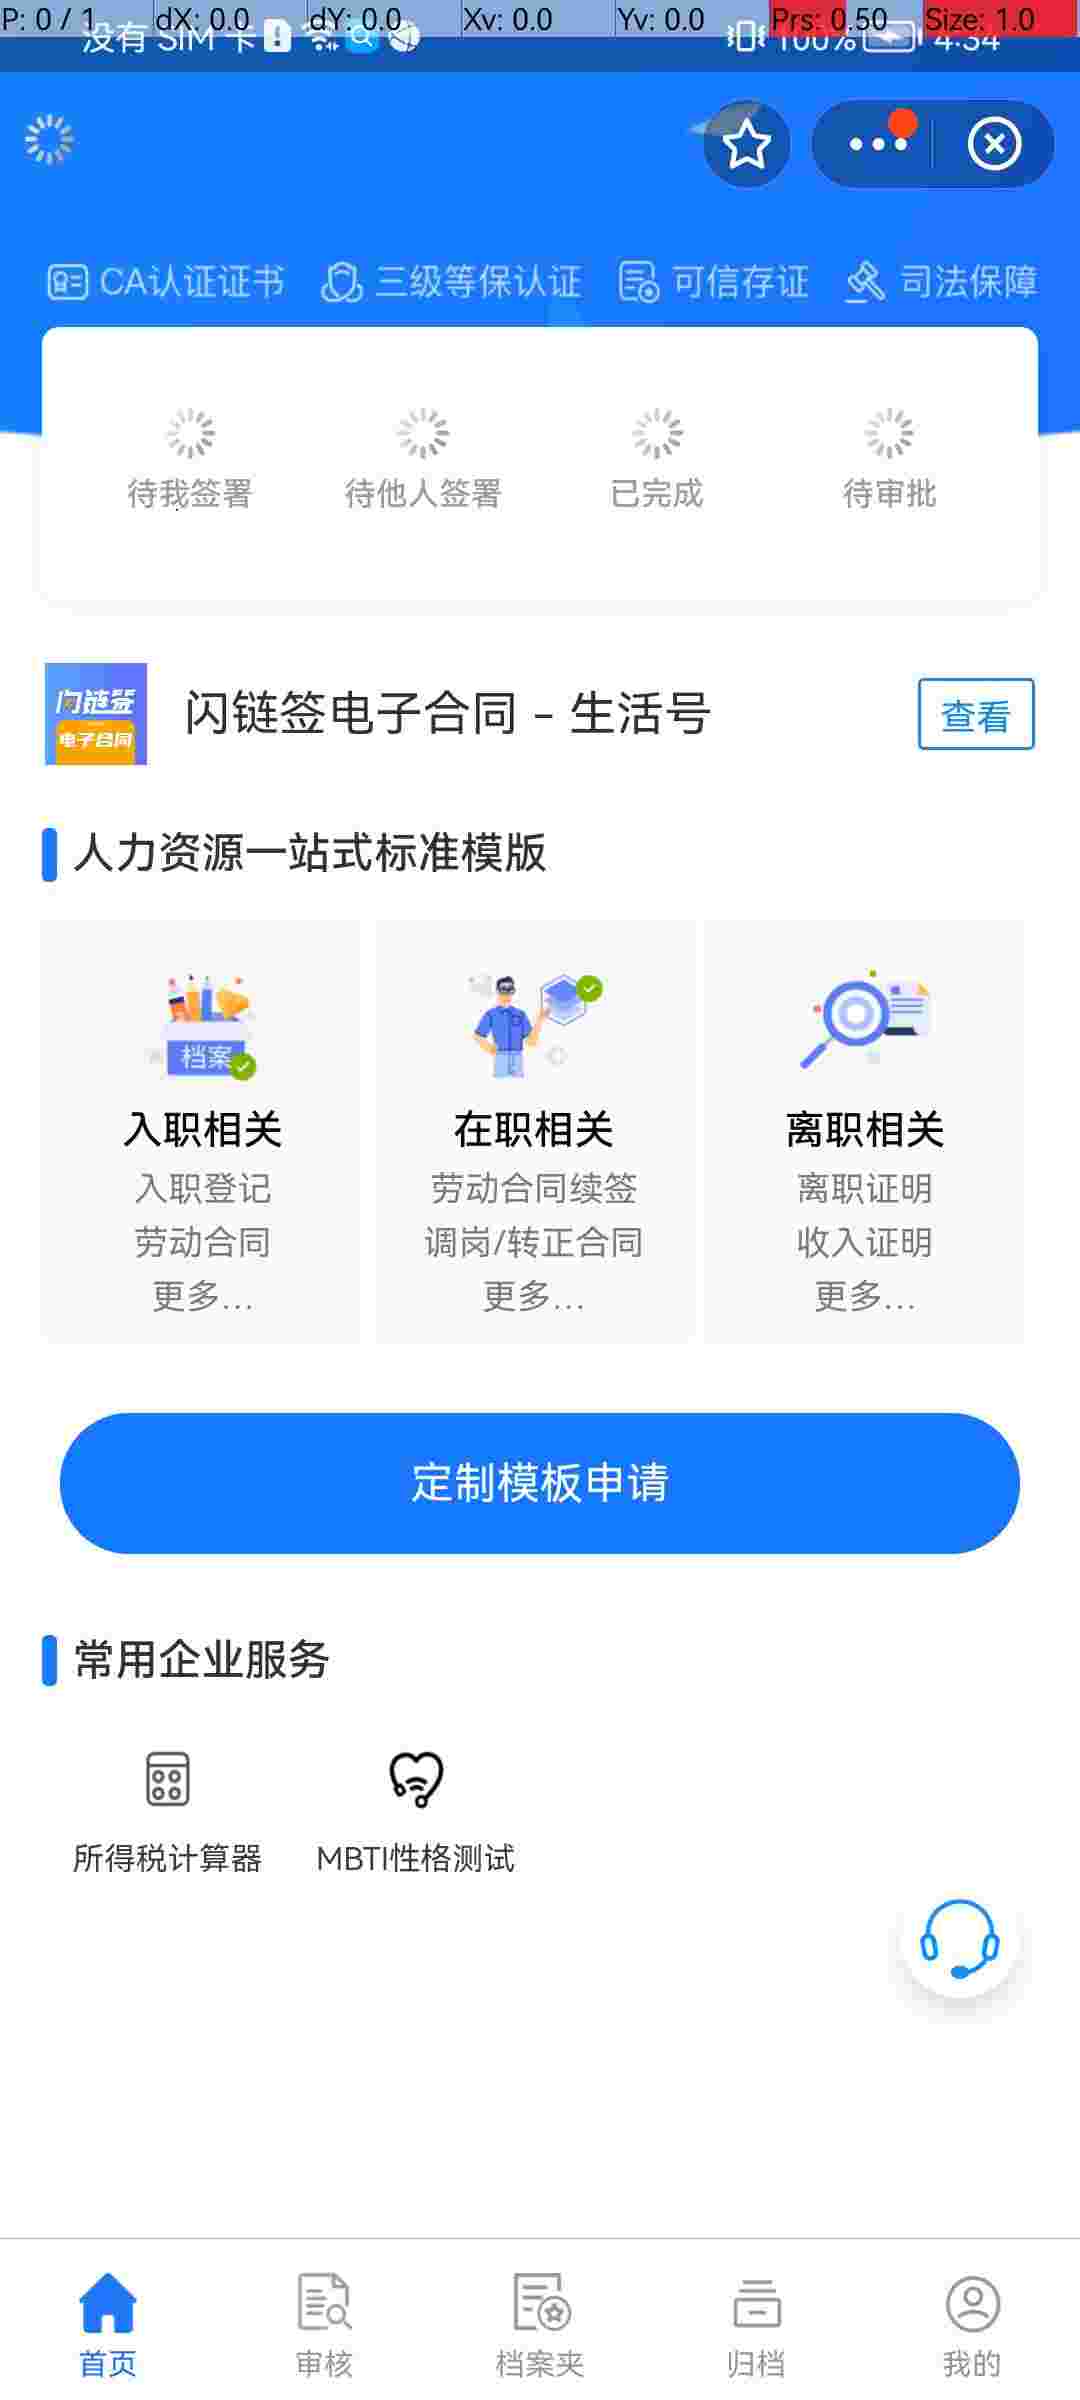 P: 0 / 1 dX: 0.0 dY: 0.0 Xv: 0.0 Yv: 0.0 Prs: 0.50 Size: 1.0
没有 SIM 卡 100% 4:34
CA认证证书 三级等保认证 可信存证 司法保障
待我签署 待他人签署 已完成 待审批
闪链签
电子合同
闪链签电子合同 - 生活号 查看
人力资源一站式标准模版
档案
入职相关 在职相关 离职相关
入职登记 劳动合同续签 离职证明
劳动合同 调岗/转正合同 收入证明
更多... 更多... 更多...
定制模板申请
常用企业服务
所得税计算器 MBTI性格测试
首页 审核 档案夹 归档 我的